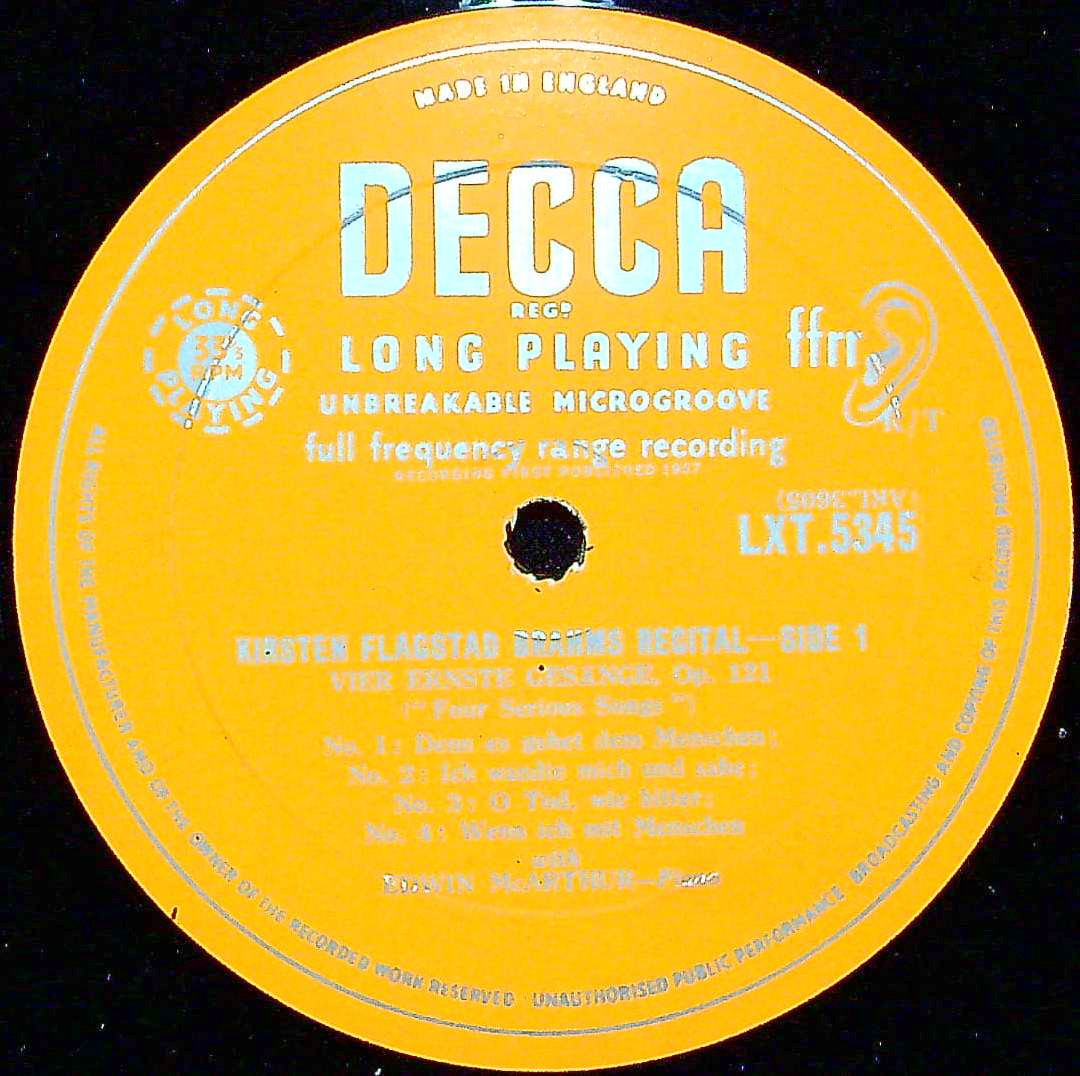 MADE IN ENGLAND
DECCA
REGD
LONG PLAYING
33⅓
RPM
LONG PLAYING
ffrr
UNBREAKABLE MICROGROOVE
R/T
full frequency range recording
RECORDING FIRST PUBLISHED 1957
(ARL-3605)
LXT.5345
KIRSTEN FLAGSTAD BRAHMS RECITAL—SIDE 1
VIER ERNSTE GESÄNGE, Op. 121
("Four Serious Songs")
No. 1: Denn es gehet dem Menschen;
No. 2: Ich wandte mich und sahe;
No. 3: O Tod, wie bitter;
No. 4: Wenn ich mit Menschen
with
EDWIN McARTHUR—Piano
ALL RIGHTS OF THE MANUFACTURER AND OF THE OWNER OF THE RECORDED WORK RESERVED · UNAUTHORISED PUBLIC PERFORMANCE BROADCASTING AND COPYING OF THIS RECORD PROHIBITED